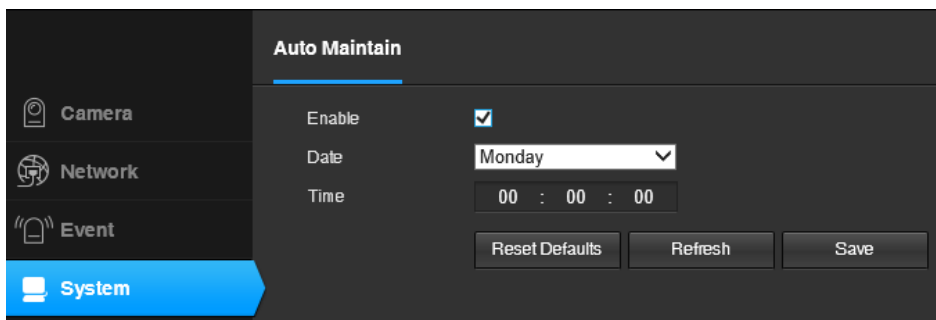 Auto Maintain
Camera
Network
Event
System
Enable
Date Monday
Time 00 : 00 : 00
Reset Defaults Refresh Save